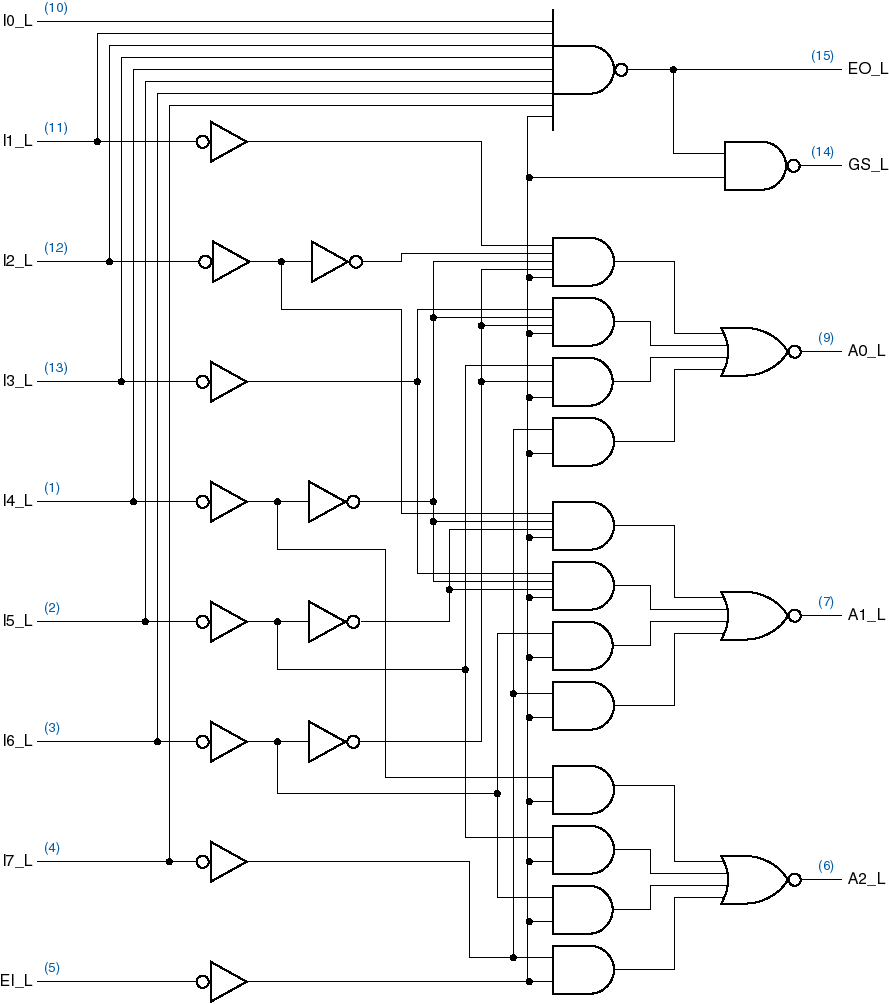 I0_L (10)
(15) EO_L
I1_L (11)
(14) GS_L
I2_L (12)
(9) A0_L
I3_L (13)
I4_L (1)
I5_L (2)
(7) A1_L
I6_L (3)
I7_L (4)
(6) A2_L
EI_L (5)